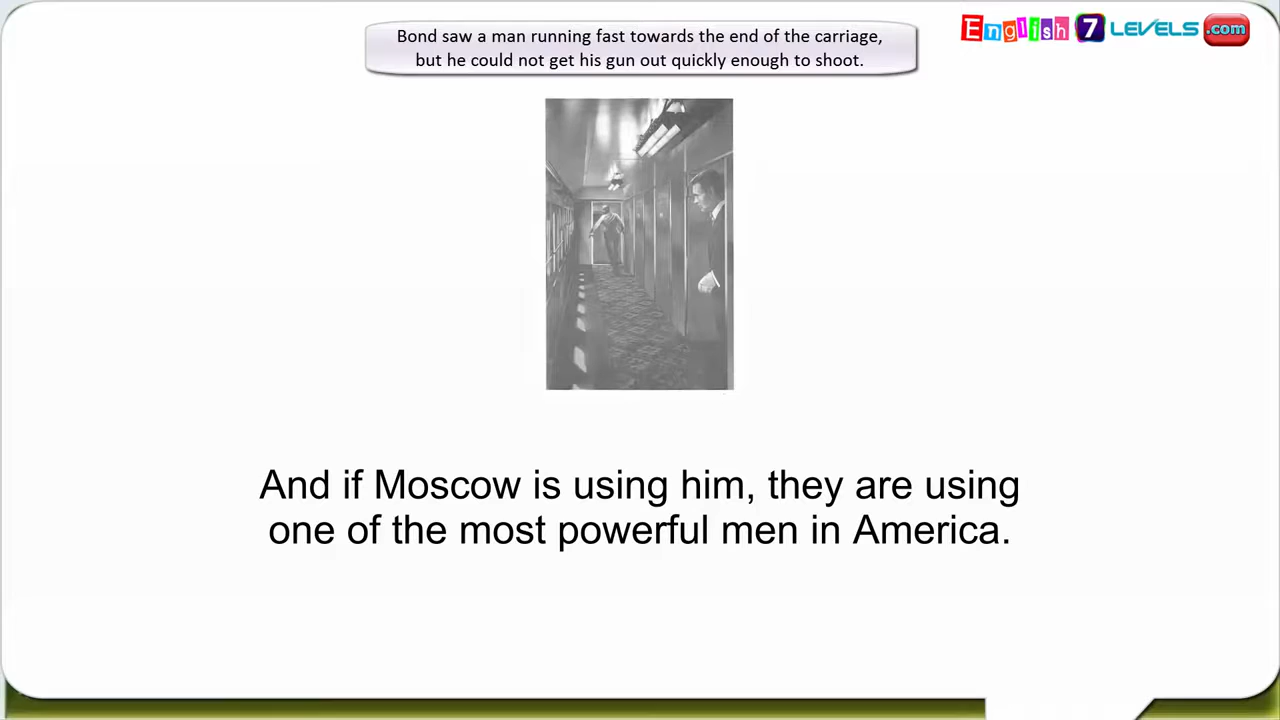 Bond saw a man running fast towards the end of the carriage,
but he could not get his gun out quickly enough to shoot.
English 7 LEVELS .com
And if Moscow is using him, they are using
one of the most powerful men in America.